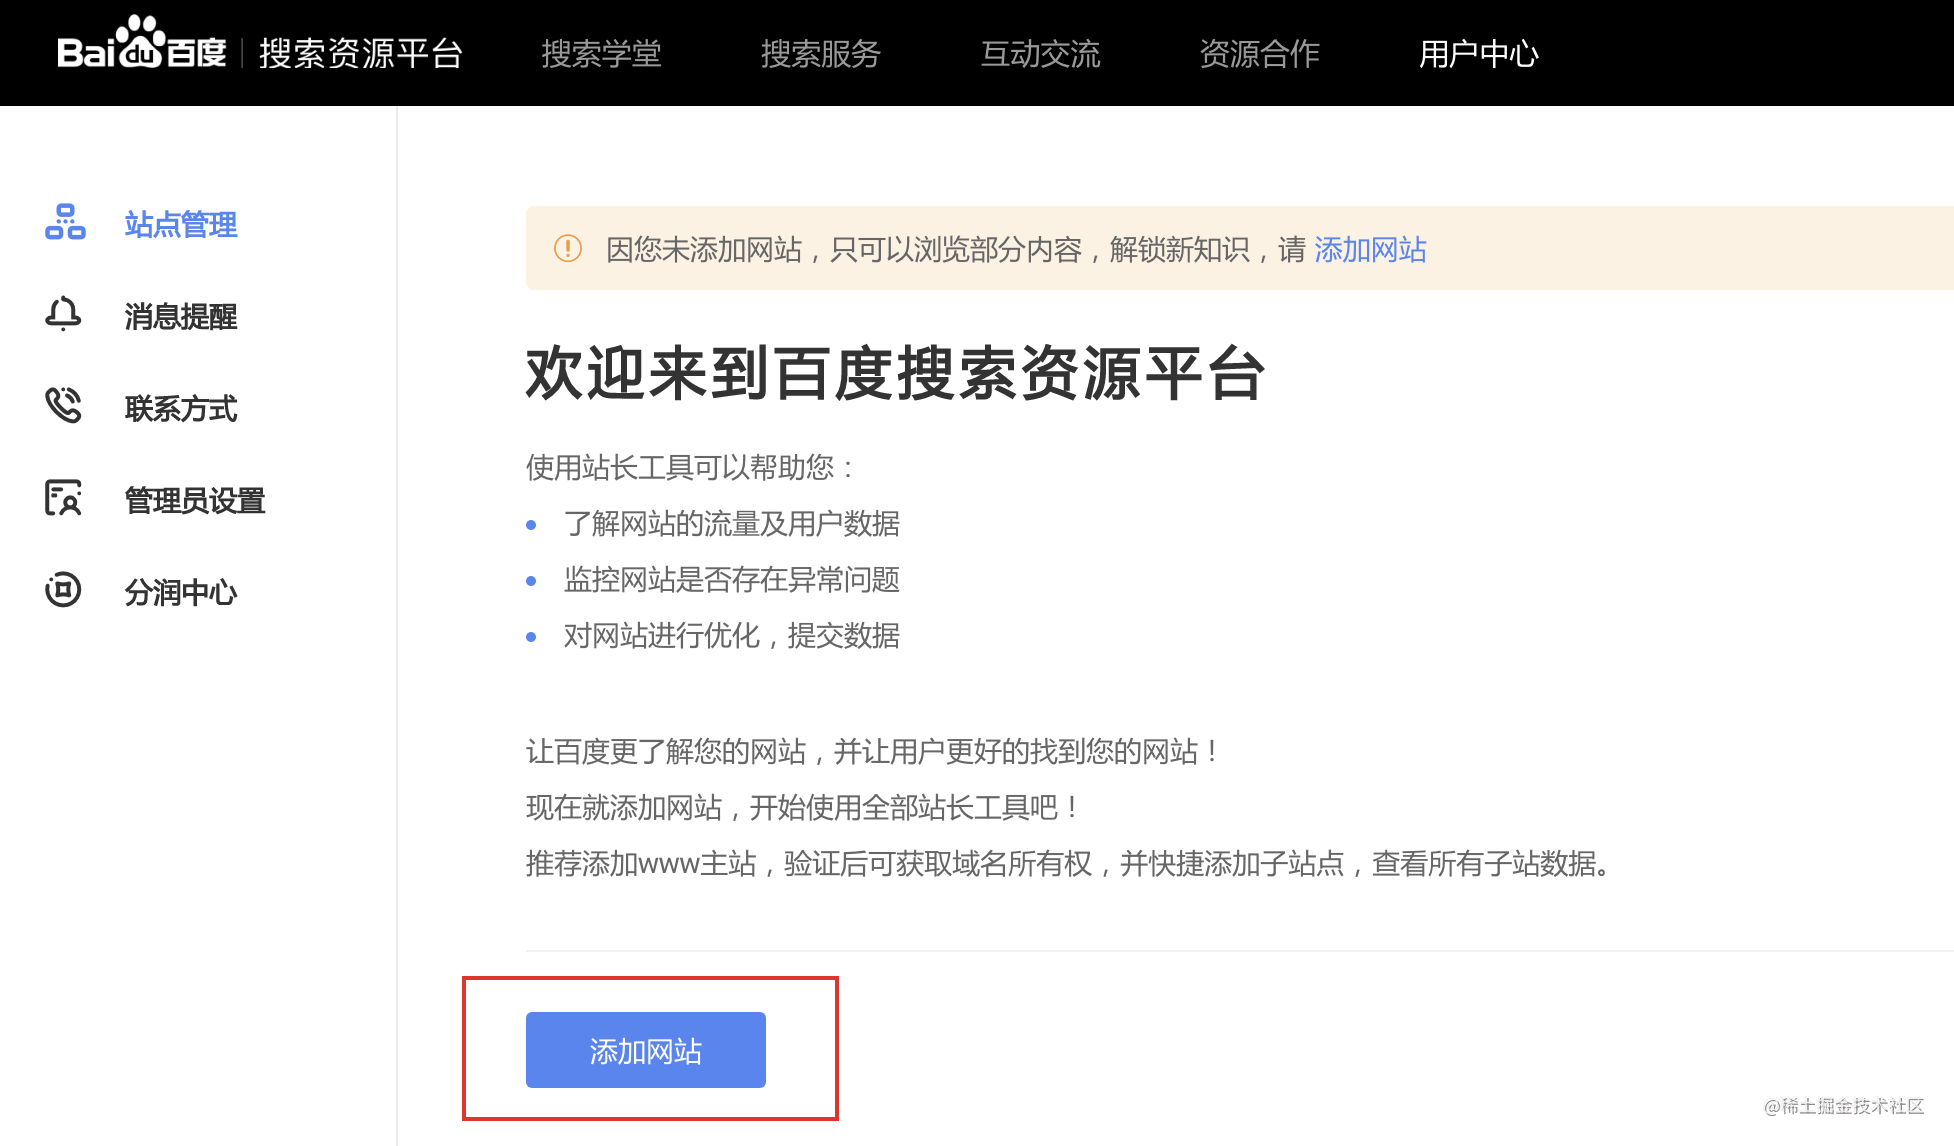 Bai du 百度 搜索资源平台 搜索学堂 搜索服务 互动交流 资源合作 用户中心
站点管理
消息提醒
联系方式
管理员设置
分润中心
因您未添加网站，只可以浏览部分内容，解锁新知识，请 添加网站
欢迎来到百度搜索资源平台
使用站长工具可以帮助您：
了解网站的流量及用户数据
监控网站是否存在异常问题
对网站进行优化，提交数据
让百度更了解您的网站，并让用户更好的找到您的网站！
现在就添加网站，开始使用全部站长工具吧！
推荐添加www主站，验证后可获取域名所有权，并快捷添加子站点，查看所有子站数据。
添加网站
@稀土掘金技术社区